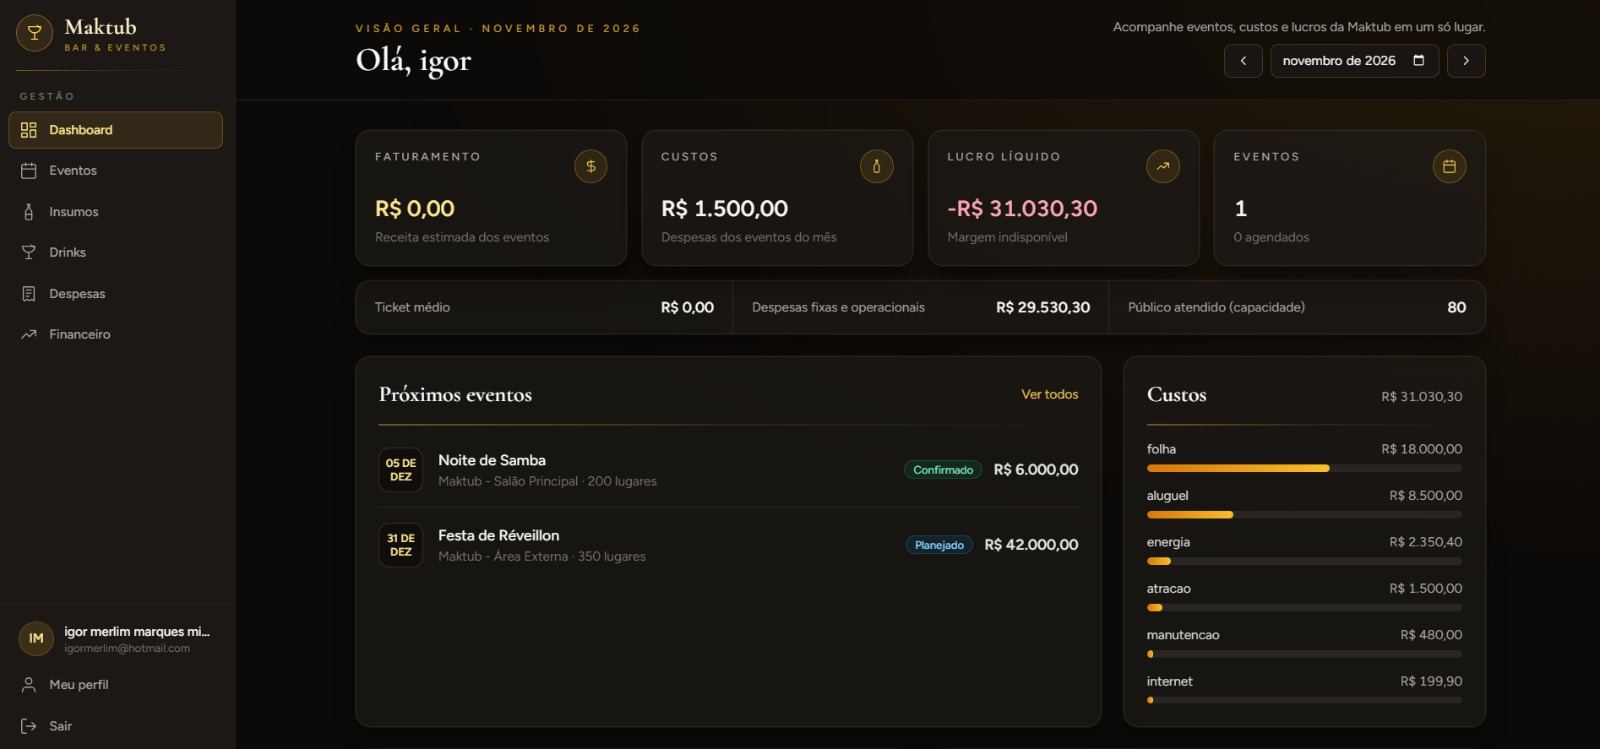 Maktub
BAR & EVENTOS
GESTÃO
Dashboard
Eventos
Insumos
Drinks
Despesas
Financeiro
IM
igor merlim marques mi...
igormerlim@hotmail.com
Meu perfil
Sair
VISÃO GERAL · NOVEMBRO DE 2026
Olá, igor
Acompanhe eventos, custos e lucros da Maktub em um só lugar.
novembro de 2026
FATURAMENTO
R$ 0,00
Receita estimada dos eventos
CUSTOS
R$ 1.500,00
Despesas dos eventos do mês
LUCRO LÍQUIDO
-R$ 31.030,30
Margem indisponível
EVENTOS
1
0 agendados
Ticket médio R$ 0,00
Despesas fixas e operacionais R$ 29.530,30
Público atendido (capacidade) 80
Próximos eventos Ver todos
05 DE
DEZ
Noite de Samba
Maktub - Salão Principal · 200 lugares
Confirmado R$ 6.000,00
31 DE
DEZ
Festa de Réveillon
Maktub - Área Externa · 350 lugares
Planejado R$ 42.000,00
Custos R$ 31.030,30
folha R$ 18.000,00
aluguel R$ 8.500,00
energia R$ 2.350,40
atracao R$ 1.500,00
manutencao R$ 480,00
internet R$ 199,90